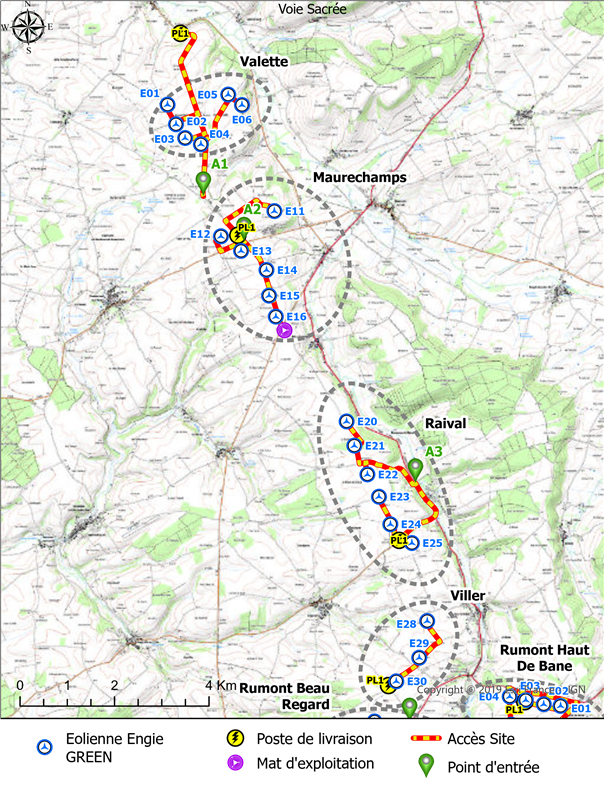 Voie Sacrée
N
W
E
S
PL1
Valette
E01
E05
E02
E06
E03
E04
A1
Maurechamps
A2
E11
PL1
E12
E13
E14
E15
E16
E20
Raival
E21
A3
E22
E23
E24
PL1
E25
Viller
E28
E29
Rumont Haut
De Bane
PL1
E30
Rumont Beau
Regard
0 2 4 Km
E03
E04
E02
PL1
E01
Copyright © 2019 IGN
Eolienne Engie
GREEN
Poste de livraison
Mat d'exploitation
Accès Site
Point d'entrée